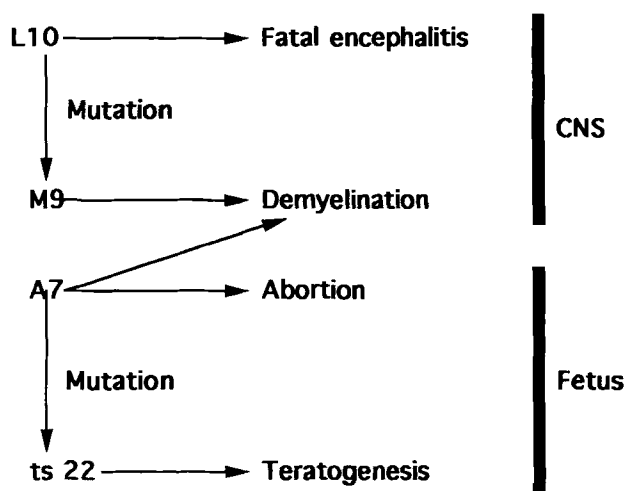 L10 Fatal encephalitis
Mutation
CNS
M9 Demyelination
A7 Abortion
Mutation
Fetus
ts 22 Teratogenesis